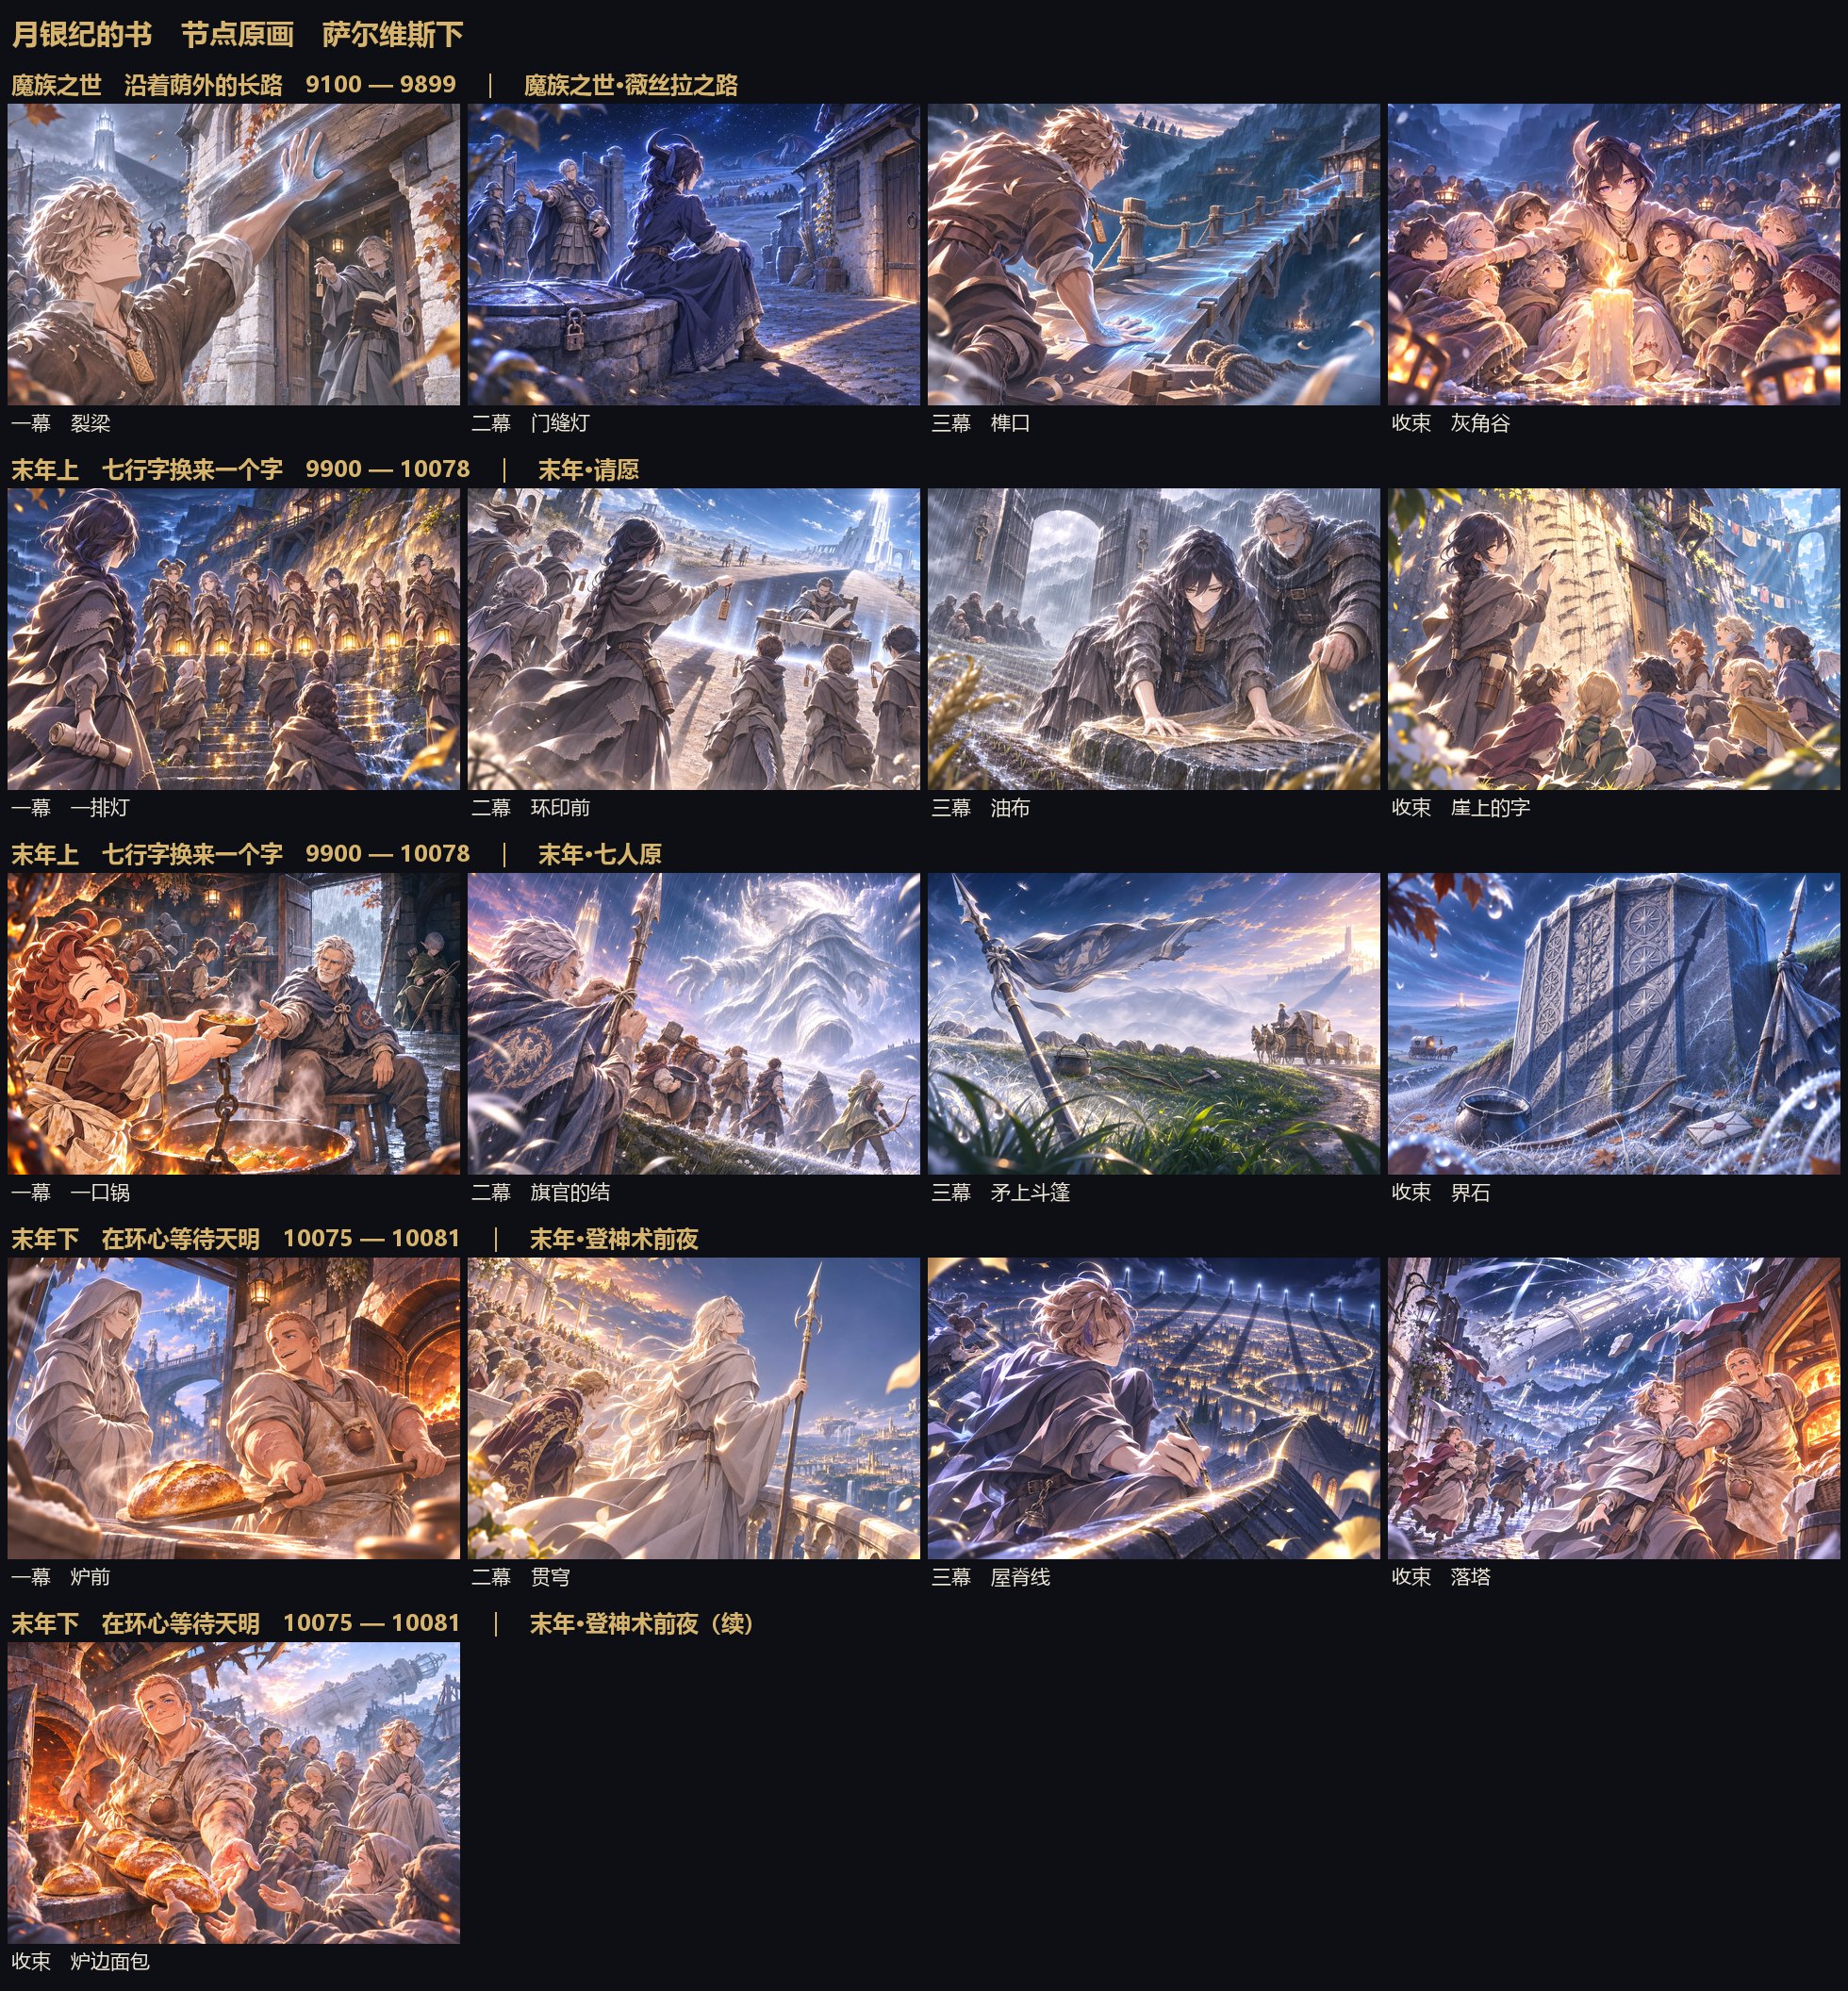 月银纪的书 节点原画 萨尔维斯下
魔族之世 沿着荫外的长路 9100 — 9899 ｜ 魔族之世·薇丝拉之路
一幕 裂梁
二幕 门缝灯
三幕 榫口
收束 灰角谷
末年上 七行字换来一个字 9900 — 10078 ｜ 末年·请愿
一幕 一排灯
二幕 环印前
三幕 油布
收束 崖上的字
末年上 七行字换来一个字 9900 — 10078 ｜ 末年·七人原
一幕 一口锅
二幕 旗官的结
三幕 矛上斗篷
收束 界石
末年下 在环心等待天明 10075 — 10081 ｜ 末年·登神术前夜
一幕 炉前
二幕 贯穹
三幕 屋脊线
收束 落塔
末年下 在环心等待天明 10075 — 10081 ｜ 末年·登神术前夜（续）
收束 炉边面包